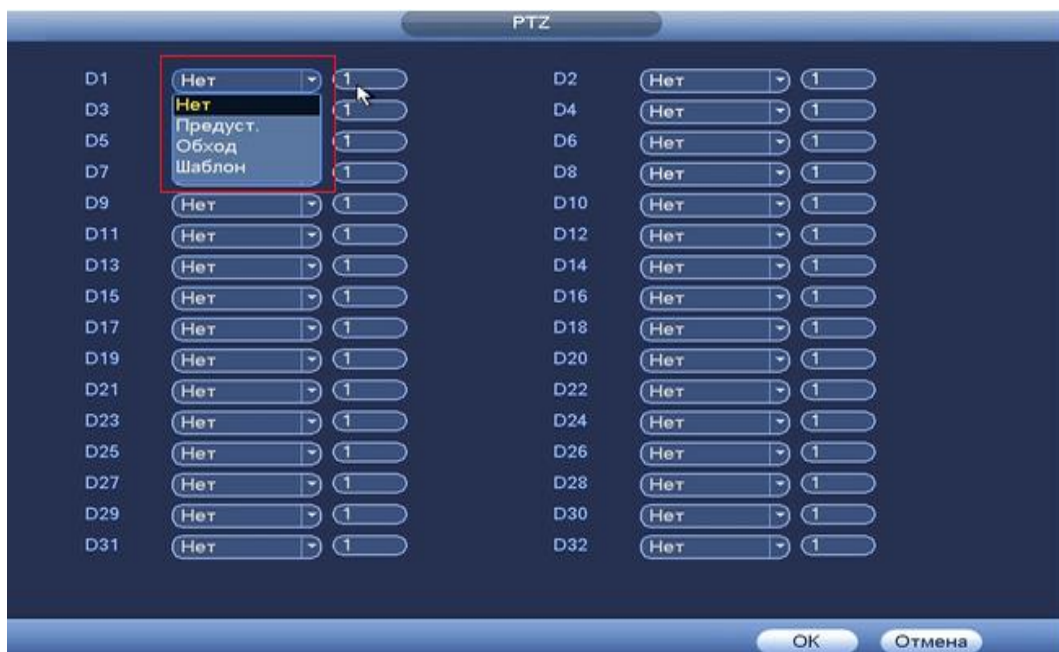 PTZ
D1 Нет 1 D2 Нет 1
Нет
Предуст.
Обход
Шаблон
D3 1 D4 Нет 1
D5 1 D6 Нет 1
D7 1 D8 Нет 1
D9 Нет 1 D10 Нет 1
D11 Нет 1 D12 Нет 1
D13 Нет 1 D14 Нет 1
D15 Нет 1 D16 Нет 1
D17 Нет 1 D18 Нет 1
D19 Нет 1 D20 Нет 1
D21 Нет 1 D22 Нет 1
D23 Нет 1 D24 Нет 1
D25 Нет 1 D26 Нет 1
D27 Нет 1 D28 Нет 1
D29 Нет 1 D30 Нет 1
D31 Нет 1 D32 Нет 1
OK Отмена